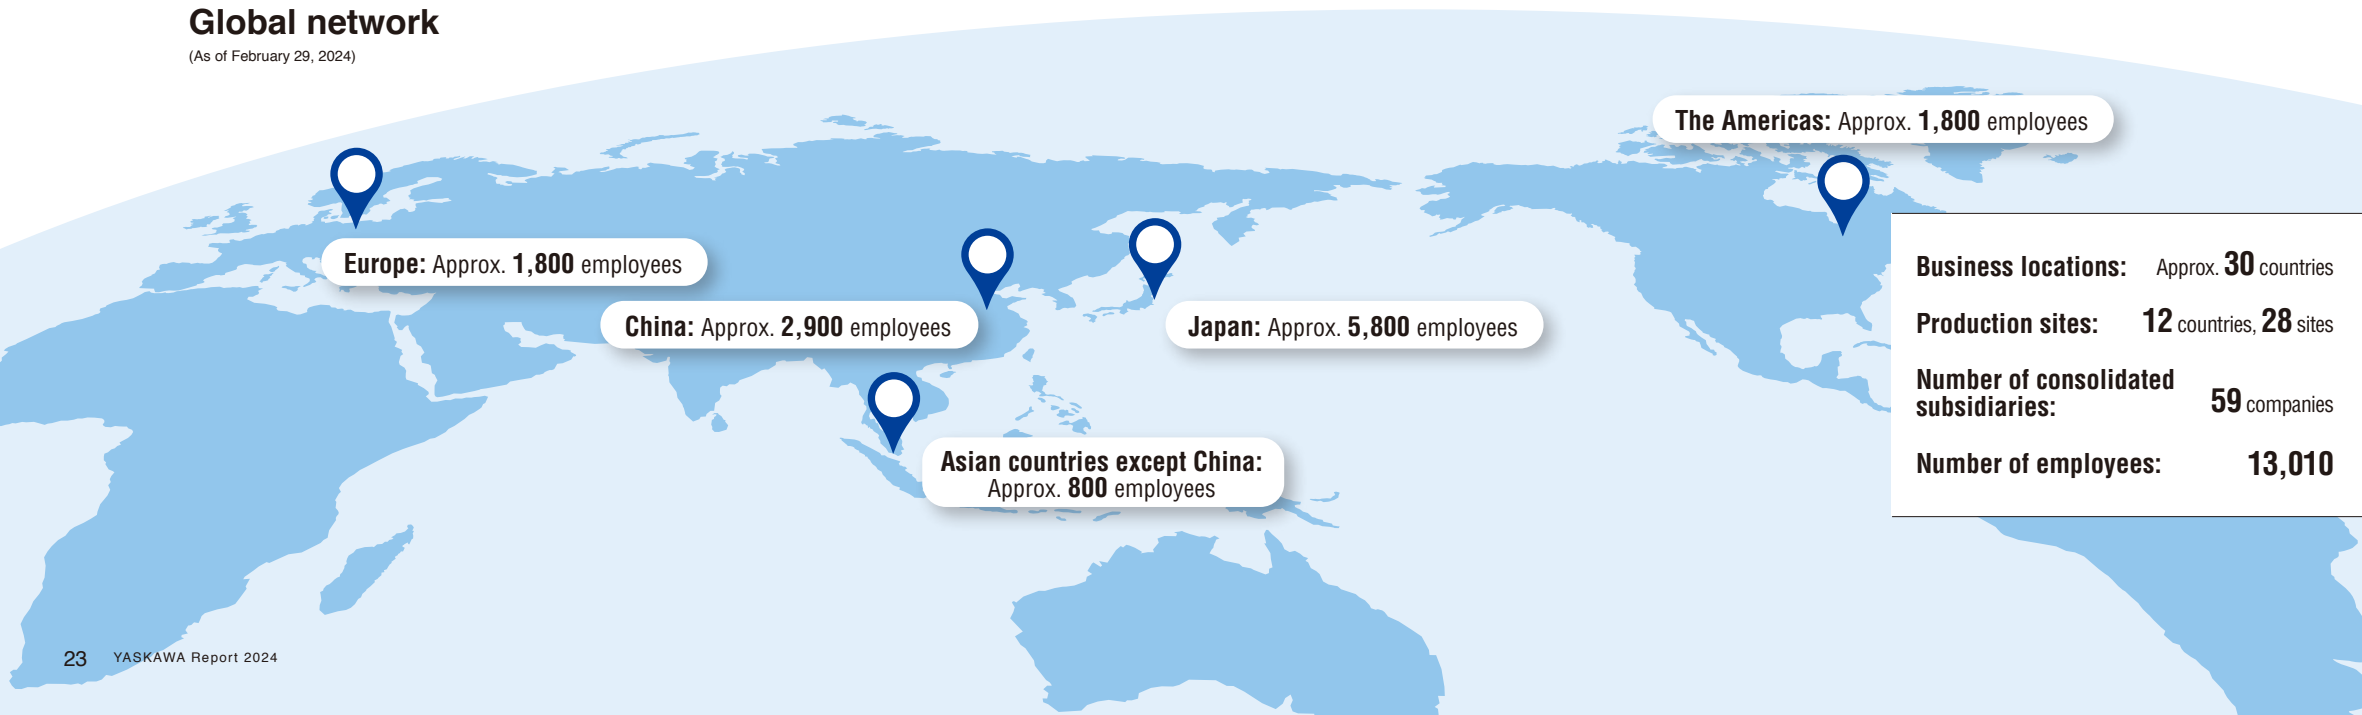 Global network
(As of February 29, 2024)
The Americas: Approx. 1,800 employees
Europe: Approx. 1,800 employees
China: Approx. 2,900 employees
Japan: Approx. 5,800 employees
Asian countries except China:
Approx. 800 employees
Business locations: Approx. 30 countries
Production sites: 12 countries, 28 sites
Number of consolidated
subsidiaries: 59 companies
Number of employees: 13,010
23 YASKAWA Report 2024